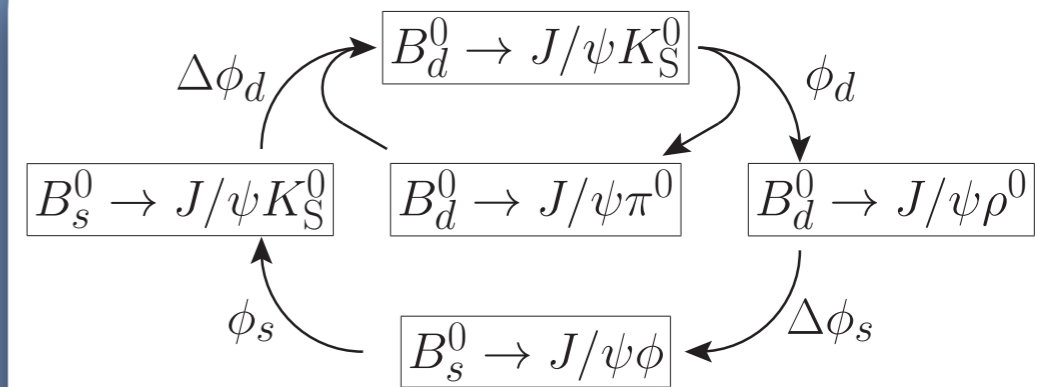 B_d^0 → J/ψK_S^0
Δϕ_d
ϕ_d
B_s^0 → J/ψK_S^0
B_d^0 → J/ψπ^0
B_d^0 → J/ψρ^0
ϕ_s
Δϕ_s
B_s^0 → J/ψϕ